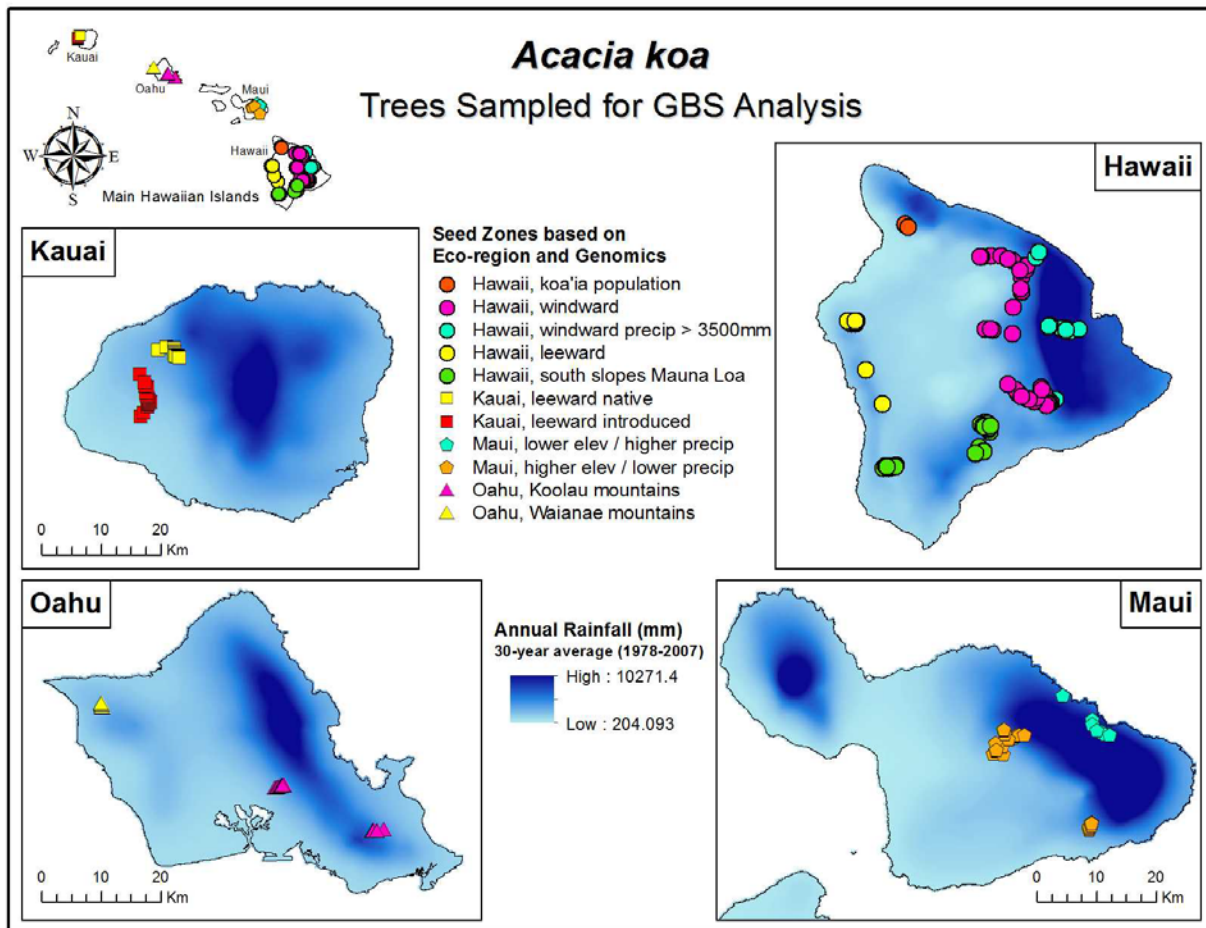 Acacia koa
Trees Sampled for GBS Analysis
Kauai
Oahu
Maui
Hawaii
N
W E
S
Main Hawaiian Islands
Hawaii
Kauai
0 10 20
Km
Seed Zones based on
Eco-region and Genomics
Hawaii, koa'ia population
Hawaii, windward
Hawaii, windward precip > 3500mm
Hawaii, leeward
Hawaii, south slopes Mauna Loa
Kauai, leeward native
Kauai, leeward introduced
Maui, lower elev / higher precip
Maui, higher elev / lower precip
Oahu, Koolau mountains
Oahu, Waianae mountains
Oahu
0 10 20
Km
Annual Rainfall (mm)
30-year average (1978-2007)
High : 10271.4
Low : 204.093
Maui
0 10 20
Km